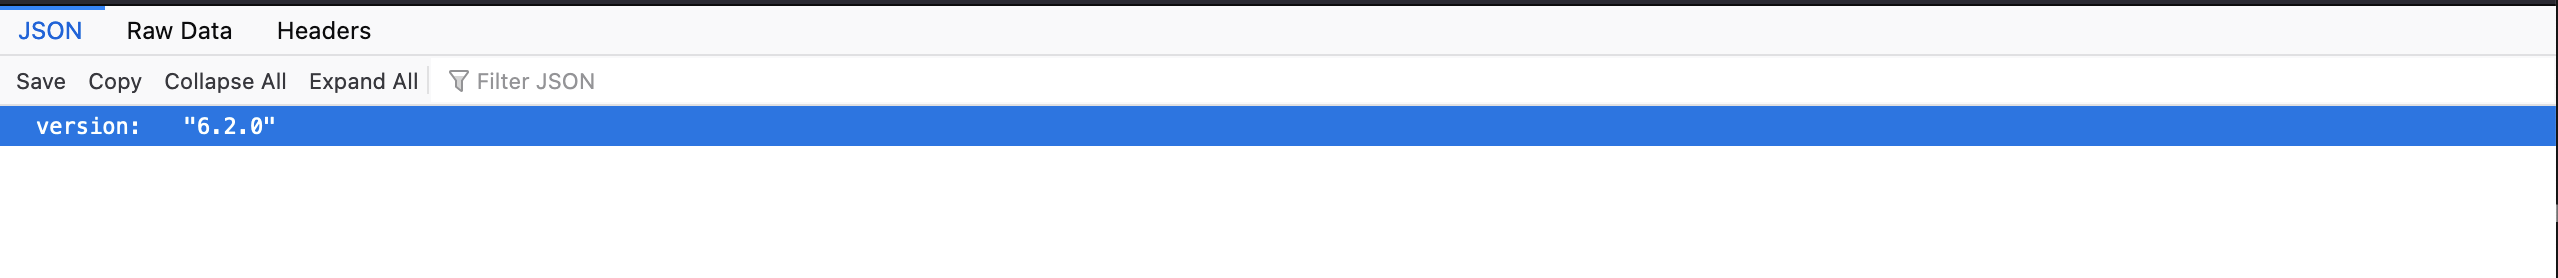 JSON Raw Data Headers
Save Copy Collapse All Expand All Filter JSON
version: "6.2.0"